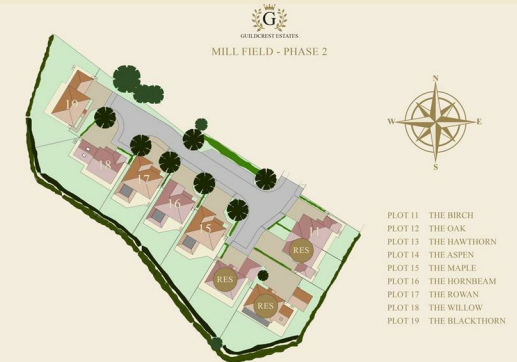 G
GUILDCREST ESTATES
MILL FIELD - PHASE 2
N
W E
S
19
18
17
16
15
11
RES
RES
RES
PLOT 11 THE BIRCH
PLOT 12 THE OAK
PLOT 13 THE HAWTHORN
PLOT 14 THE ASPEN
PLOT 15 THE MAPLE
PLOT 16 THE HORNBEAM
PLOT 17 THE ROWAN
PLOT 18 THE WILLOW
PLOT 19 THE BLACKTHORN